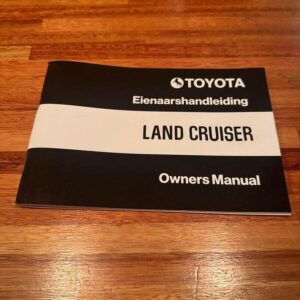 TOYOTA
Eienaarshandleiding
LAND CRUISER
Owners Manual